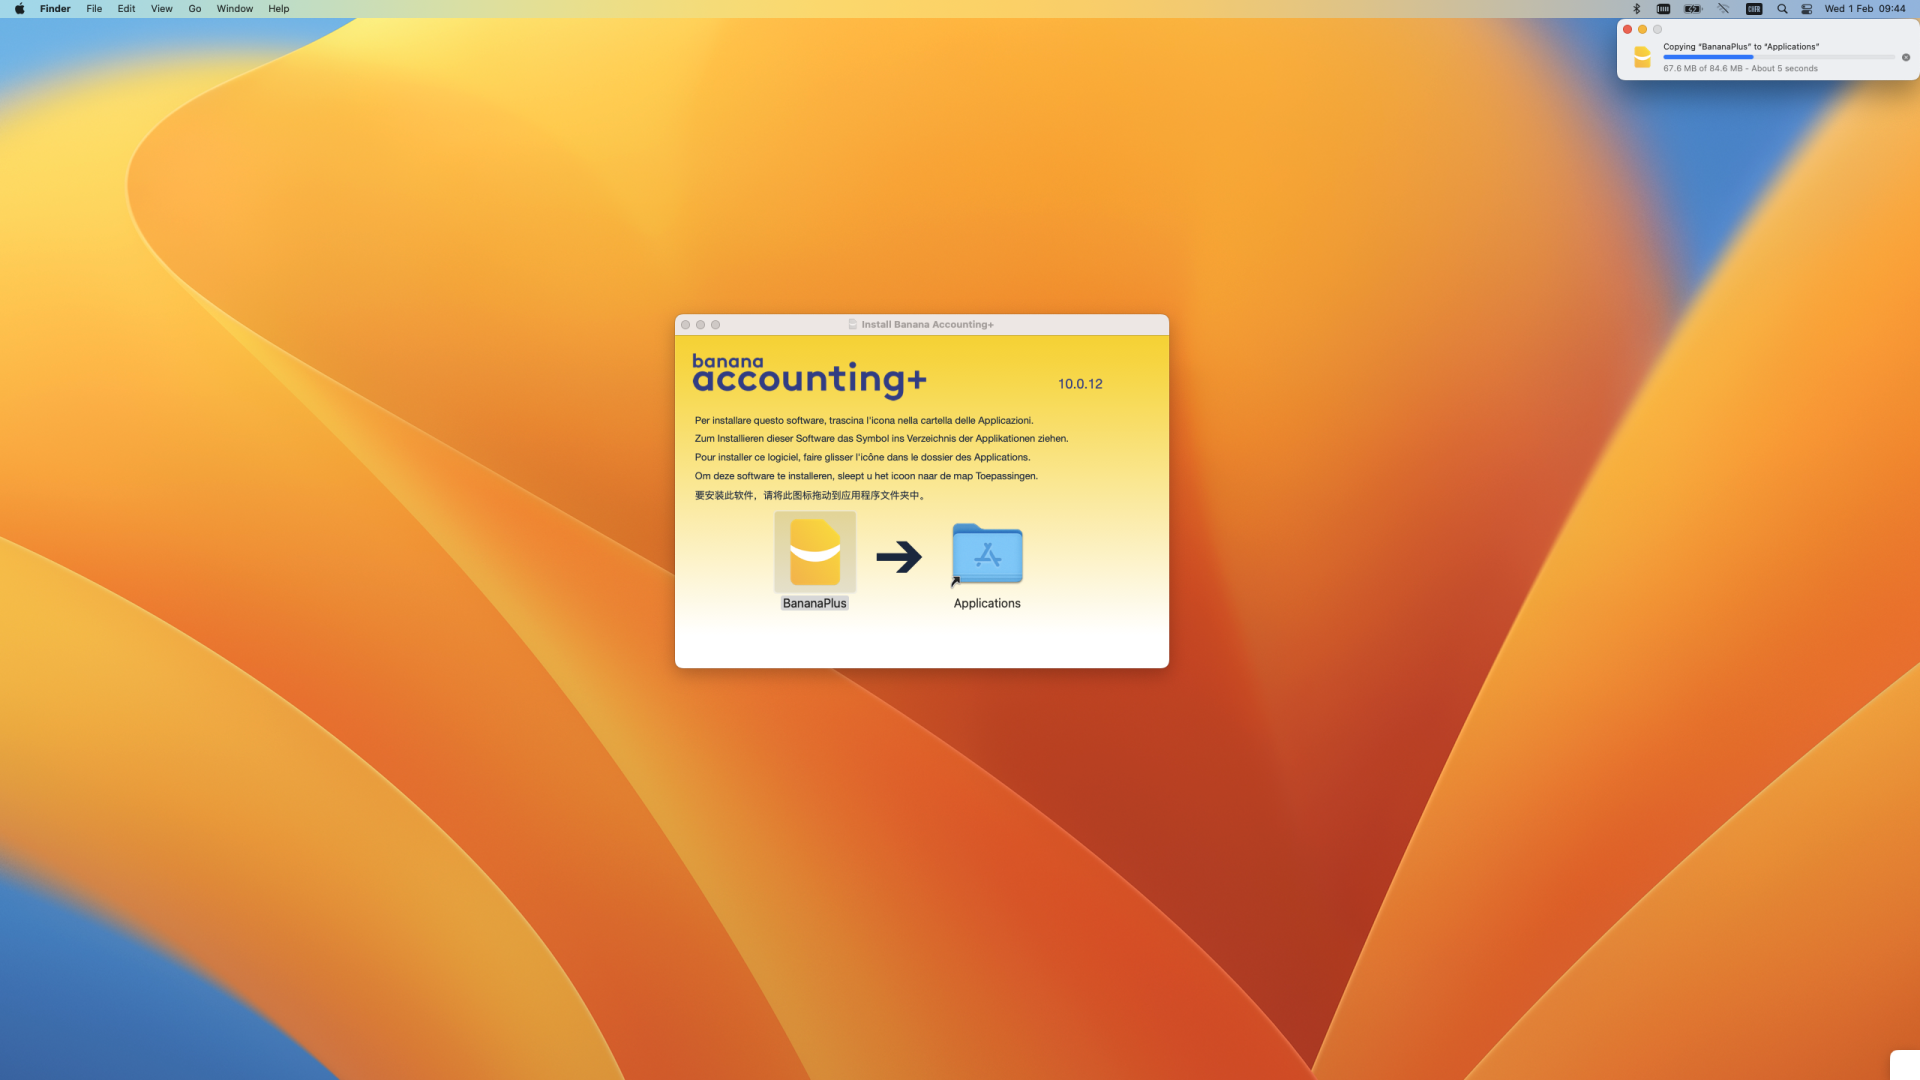 Finder File Edit View Go Window Help
Wed 1 Feb 09:44
Copying "BananaPlus" to "Applications"
67.6 MB of 84.6 MB - About 5 seconds
Install Banana Accounting+
banana
accounting+
10.0.12
Per installare questo software, trascina l'icona nella cartella delle Applicazioni.
Zum Installieren dieser Software das Symbol ins Verzeichnis der Applikationen ziehen.
Pour installer ce logiciel, faire glisser l'icône dans le dossier des Applications.
Om deze software te installeren, sleept u het icoon naar de map Toepassingen.
要安装此软件，请将此图标拖动到应用程序文件夹中。
BananaPlus
Applications